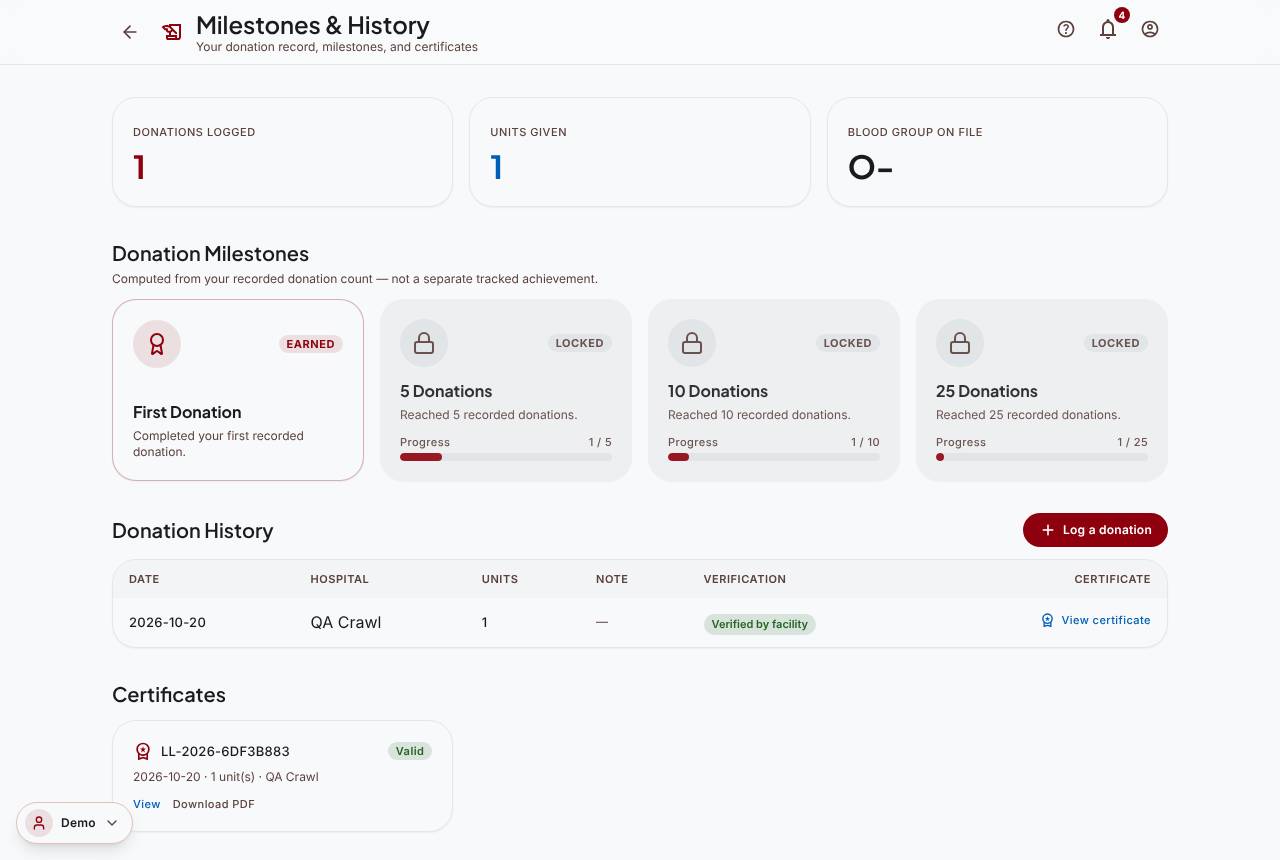 Milestones & History
Your donation record, milestones, and certificates
4
DONATIONS LOGGED
1
UNITS GIVEN
1
BLOOD GROUP ON FILE
O-
Donation Milestones
Computed from your recorded donation count — not a separate tracked achievement.
EARNED
First Donation
Completed your first recorded
donation.
LOCKED
5 Donations
Reached 5 recorded donations.
Progress 1 / 5
LOCKED
10 Donations
Reached 10 recorded donations.
Progress 1 / 10
LOCKED
25 Donations
Reached 25 recorded donations.
Progress 1 / 25
Donation History
Log a donation
DATE HOSPITAL UNITS NOTE VERIFICATION CERTIFICATE
2026-10-20 QA Crawl 1 — Verified by facility View certificate
Certificates
LL-2026-6DF3B883 Valid
2026-10-20 · 1 unit(s) · QA Crawl
View Download PDF
Demo